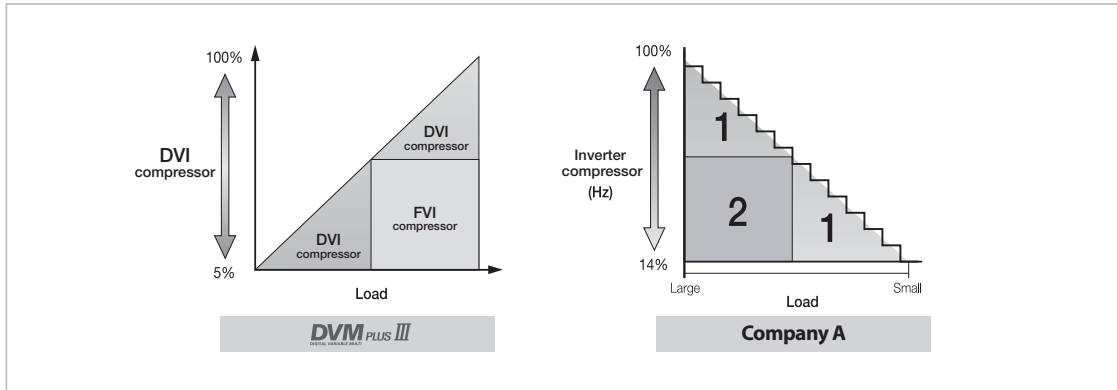 100%
DVI
compressor
5%
DVI
compressor
DVI
compressor
FVI
compressor
Load
DVM PLUS III
DIGITAL VARIABLE MULTI
100%
Inverter
compressor
(Hz)
14%
1
2
1
Large
Small
Load
Company A